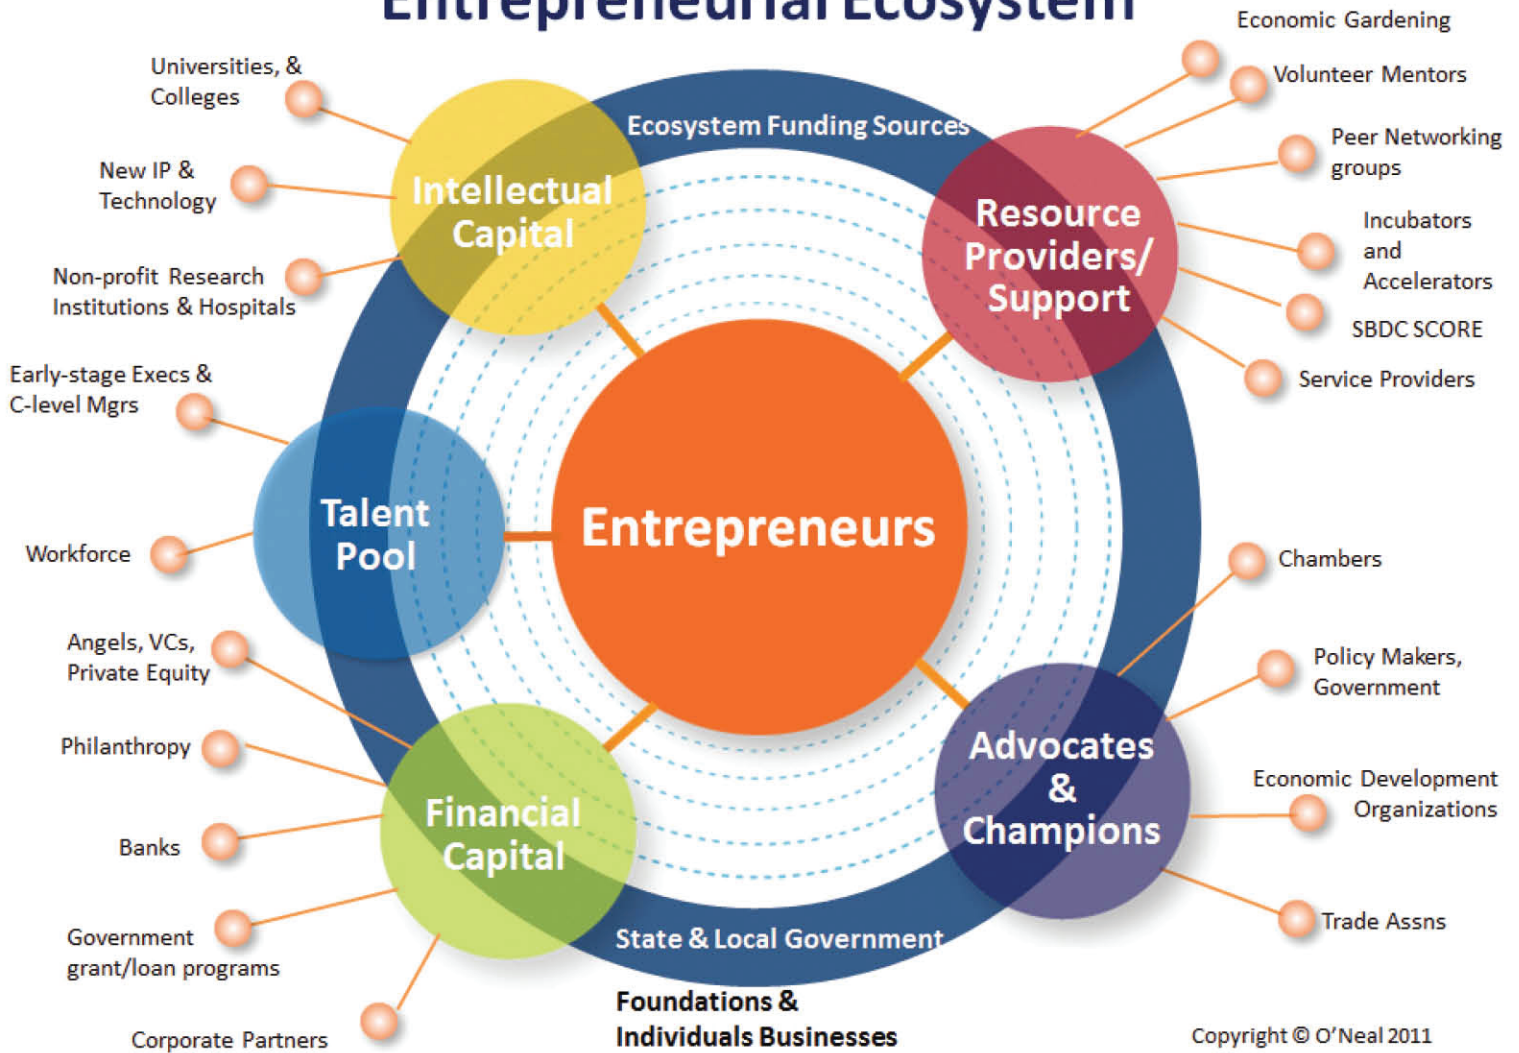 Entrepreneurial Ecosystem
Economic Gardening
Universities, &
Colleges
Volunteer Mentors
Ecosystem Funding Sources
Peer Networking
groups
New IP &
Technology
Intellectual
Capital
Resource
Providers/
Support
Incubators
and
Accelerators
Non-profit Research
Institutions & Hospitals
SBDC SCORE
Early-stage Execs &
C-level Mgrs
Service Providers
Talent
Pool
Entrepreneurs
Workforce
Chambers
Angels, VCs,
Private Equity
Policy Makers,
Government
Philanthropy
Advocates
&
Champions
Economic Development
Organizations
Financial
Capital
Banks
Trade Assns
Government
grant/loan programs
State & Local Government
Foundations &
Individuals Businesses
Corporate Partners
Copyright © O’Neal 2011